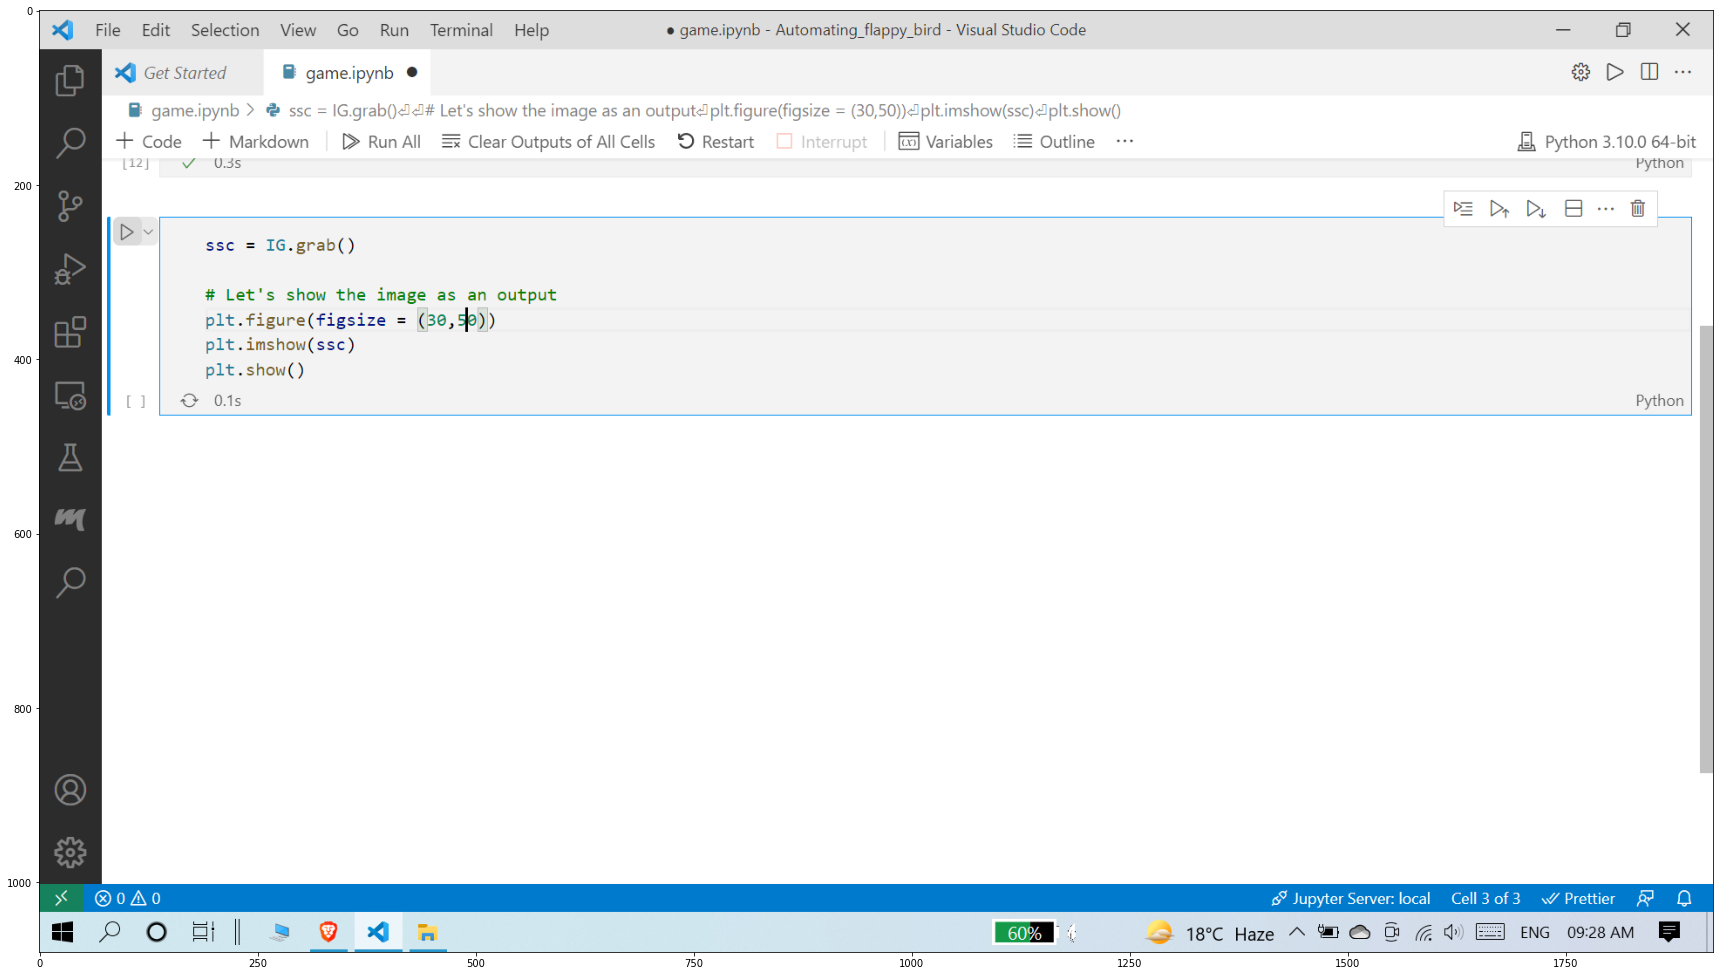 0
File Edit Selection View Go Run Terminal Help ● game.ipynb - Automating_flappy_bird - Visual Studio Code
Get Started game.ipynb ●
game.ipynb > ssc = IG.grab()⏎⏎# Let's show the image as an output⏎plt.figure(figsize = (30,50))⏎plt.imshow(ssc)⏎plt.show()
+ Code + Markdown Run All Clear Outputs of All Cells Restart Interrupt Variables Outline ··· Python 3.10.0 64-bit
[12] ✓ 0.3s Python
200
ssc = IG.grab()
# Let's show the image as an output
plt.figure(figsize = (30,50))
plt.imshow(ssc)
400
plt.show()
[ ] 0.1s Python
600
800
1000
0 0 Jupyter Server: local Cell 3 of 3 Prettier
60% 18°C Haze ENG 09:28 AM
0 250 500 750 1000 1250 1500 1750